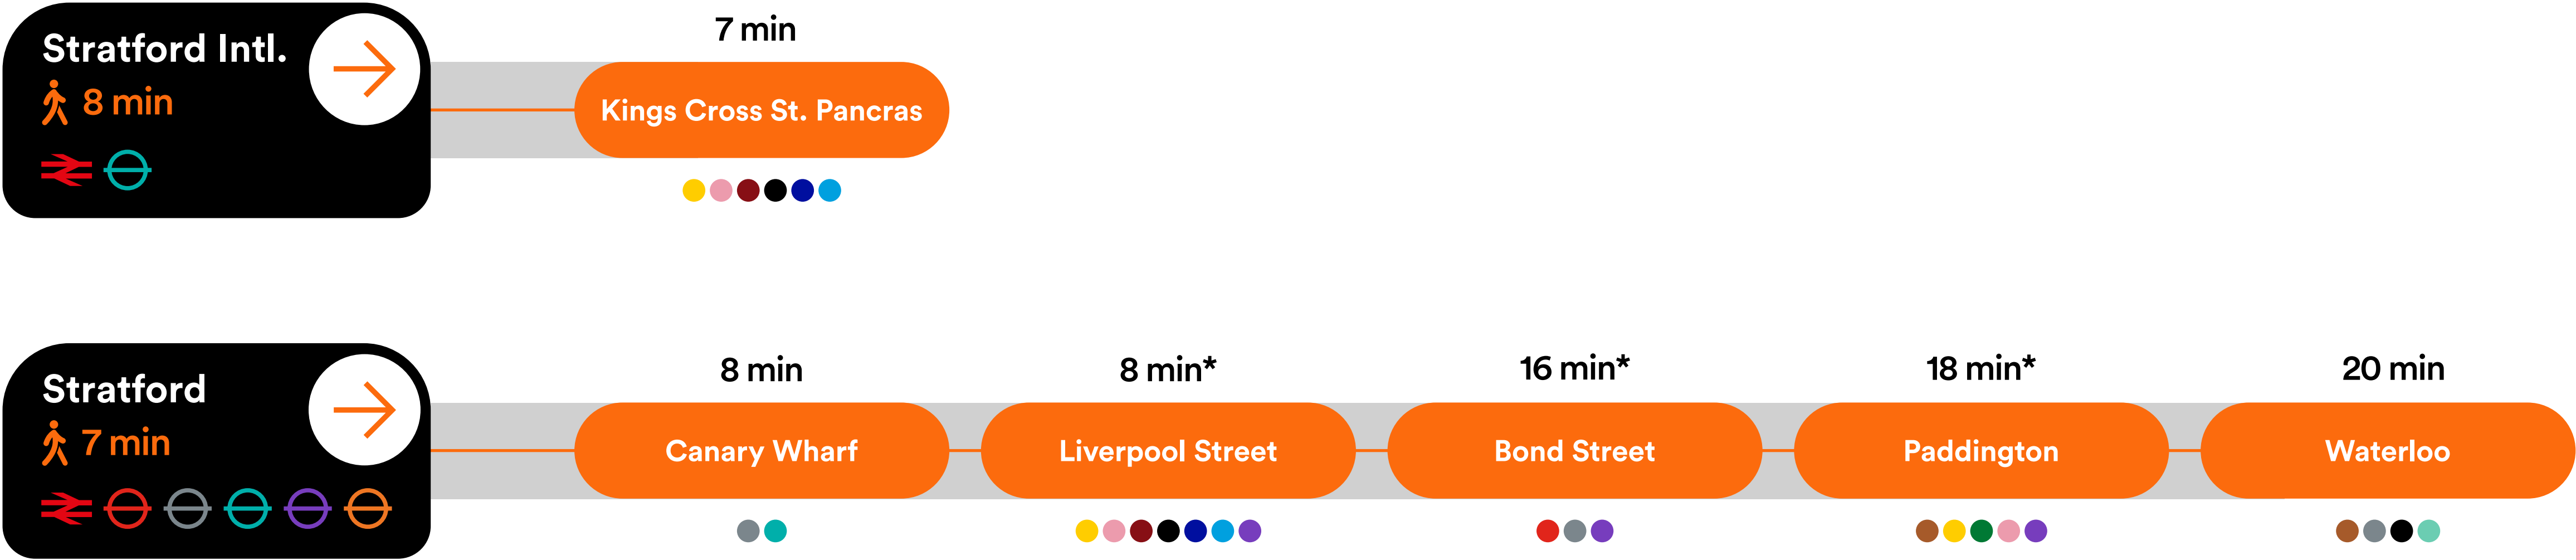 Stratford Intl.
8 min
7 min
Kings Cross St. Pancras
Stratford
7 min
8 min
Canary Wharf
8 min*
Liverpool Street
16 min*
Bond Street
18 min*
Paddington
20 min
Waterloo